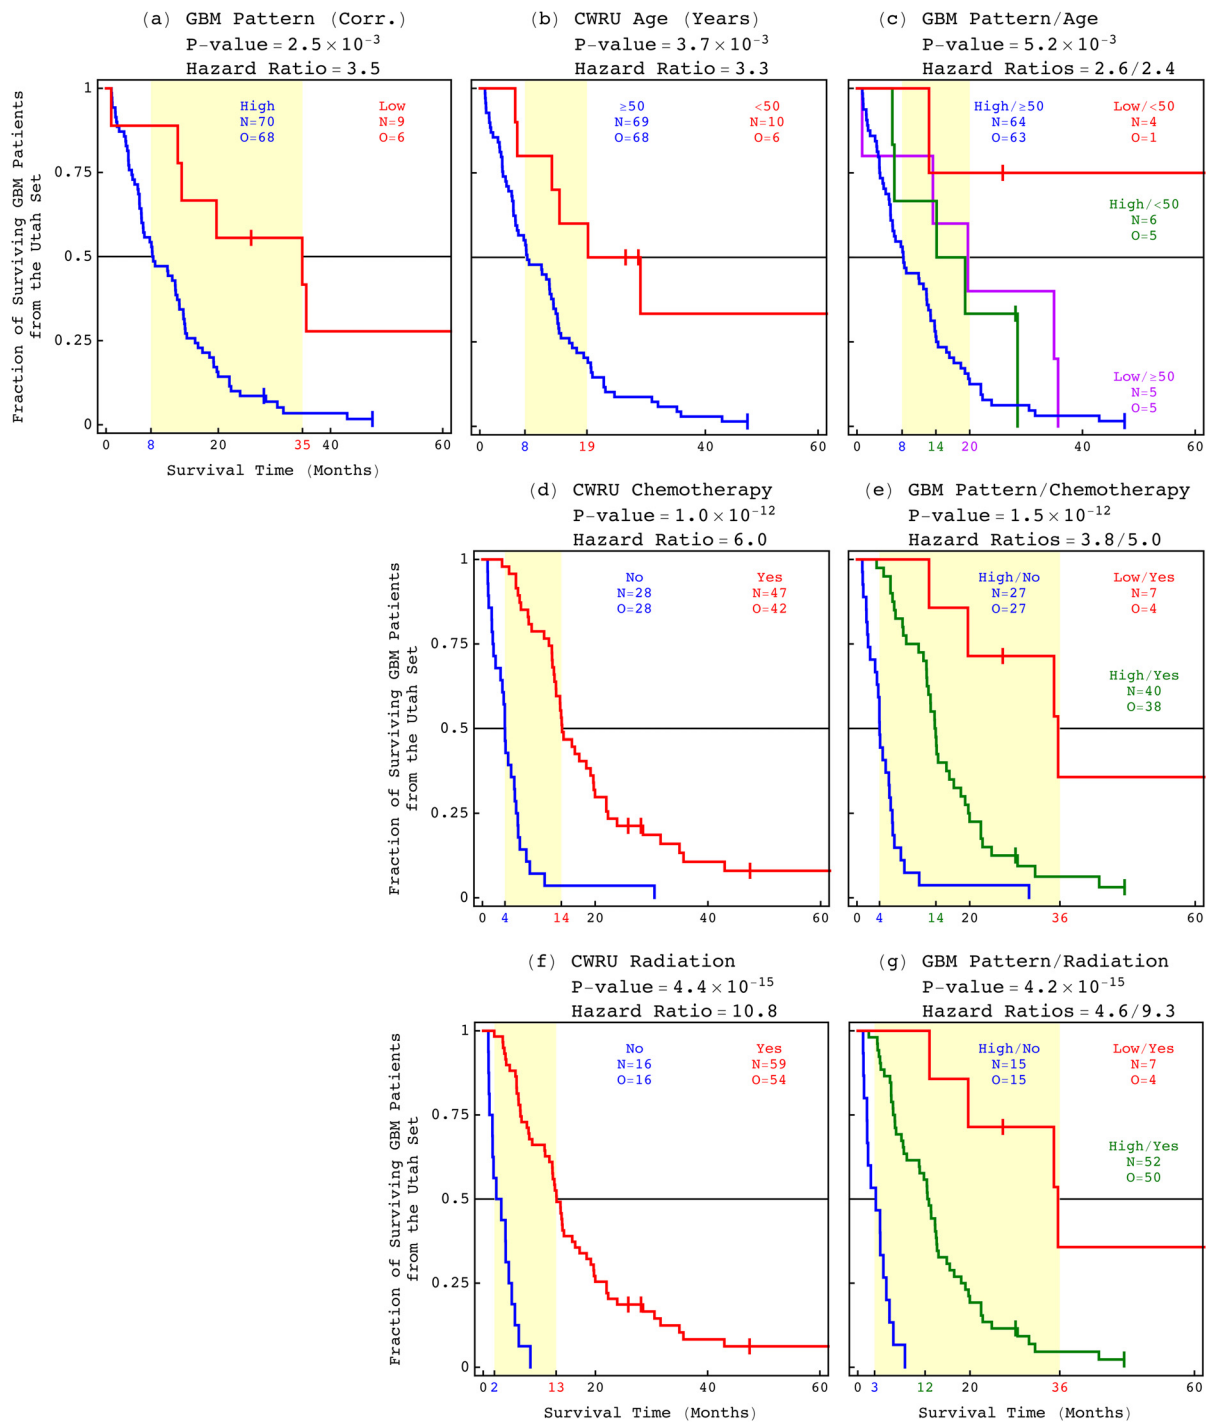 (a) GBM Pattern (Corr.)
P-value=2.5×10⁻³
Hazard Ratio=3.5
High
N=70
O=68
Low
N=9
O=6
1
0.75
0.5
0.25
0
0 8 20 35 60
Fraction of Surviving GBM Patients
from the Utah Set
Survival Time (Months)
(b) CWRU Age (Years)
P-value=3.7×10⁻³
Hazard Ratio=3.3
≥50
N=69
O=68
<50
N=10
O=6
0 8 19 40 60
(c) GBM Pattern/Age
P-value=5.2×10⁻³
Hazard Ratios=2.6/2.4
High/≥50
N=64
O=63
Low/<50
N=4
O=1
High/<50
N=6
O=5
Low/≥50
N=5
O=5
0 8 14 20 40 60
(d) CWRU Chemotherapy
P-value=1.0×10⁻¹²
Hazard Ratio=6.0
No
N=28
O=28
Yes
N=47
O=42
1
0.75
0.5
0.25
0
0 4 14 20 40 60
Fraction of Surviving GBM Patients
from the Utah Set
(e) GBM Pattern/Chemotherapy
P-value=1.5×10⁻¹²
Hazard Ratios=3.8/5.0
High/No
N=27
O=27
Low/Yes
N=7
O=4
High/Yes
N=40
O=38
0 4 14 20 36 60
(f) CWRU Radiation
P-value=4.4×10⁻¹⁵
Hazard Ratio=10.8
No
N=16
O=16
Yes
N=59
O=54
1
0.75
0.5
0.25
0
0 2 13 20 40 60
Fraction of Surviving GBM Patients
from the Utah Set
Survival Time (Months)
(g) GBM Pattern/Radiation
P-value=4.2×10⁻¹⁵
Hazard Ratios=4.6/9.3
High/No
N=15
O=15
Low/Yes
N=7
O=4
High/Yes
N=52
O=50
0 3 12 20 36 60
Survival Time (Months)